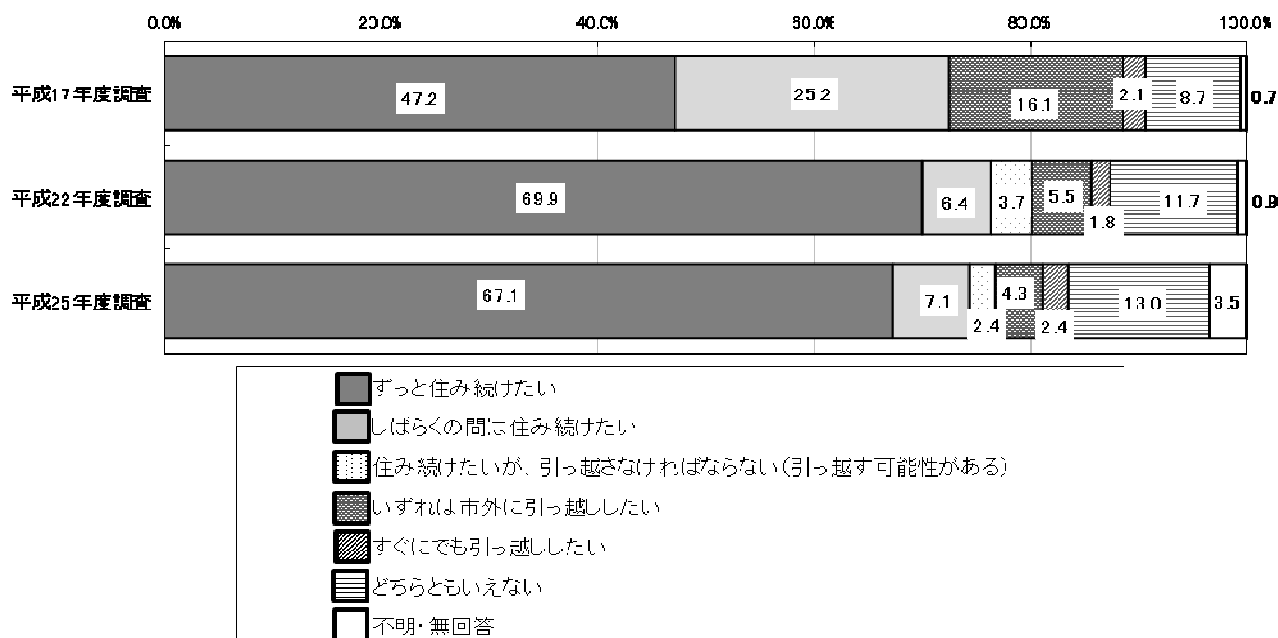 0.0% 20.0% 40.0% 60.0% 80.0% 100.0%
平成17年度調査 47.2 25.2 16.1 2.1 8.7 0.7
平成22年度調査 69.9 6.4 3.7 5.5 1.8 11.7 0.9
平成25年度調査 67.1 7.1 2.4 4.3 2.4 13.0 3.5
ずっと住み続けたい
しばらくの間は住み続けたい
住み続けたいが、引っ越さなければならない(引っ越す可能性がある)
いずれは市外に引っ越ししたい
すぐにでも引っ越ししたい
どちらともいえない
不明・無回答